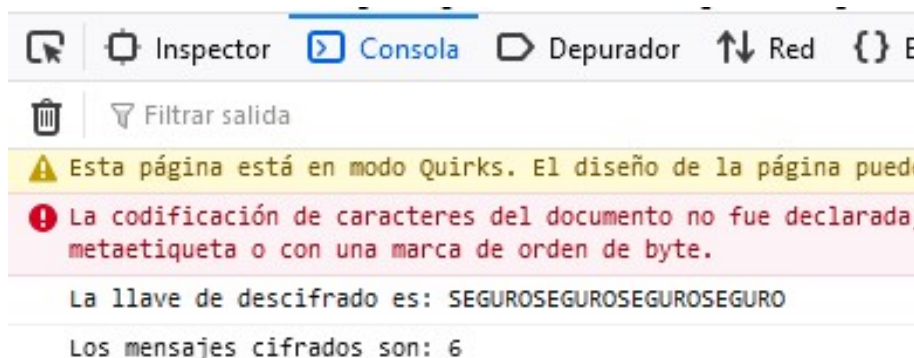 Inspector Consola Depurador Red
Filtrar salida
Esta página está en modo Quirks. El diseño de la página
La codificación de caracteres del documento no fue declarada
metaetiqueta o con una marca de orden de byte.
La llave de descifrado es: SEGUROSEGUROSEGUROSEGURO
Los mensajes cifrados son: 6